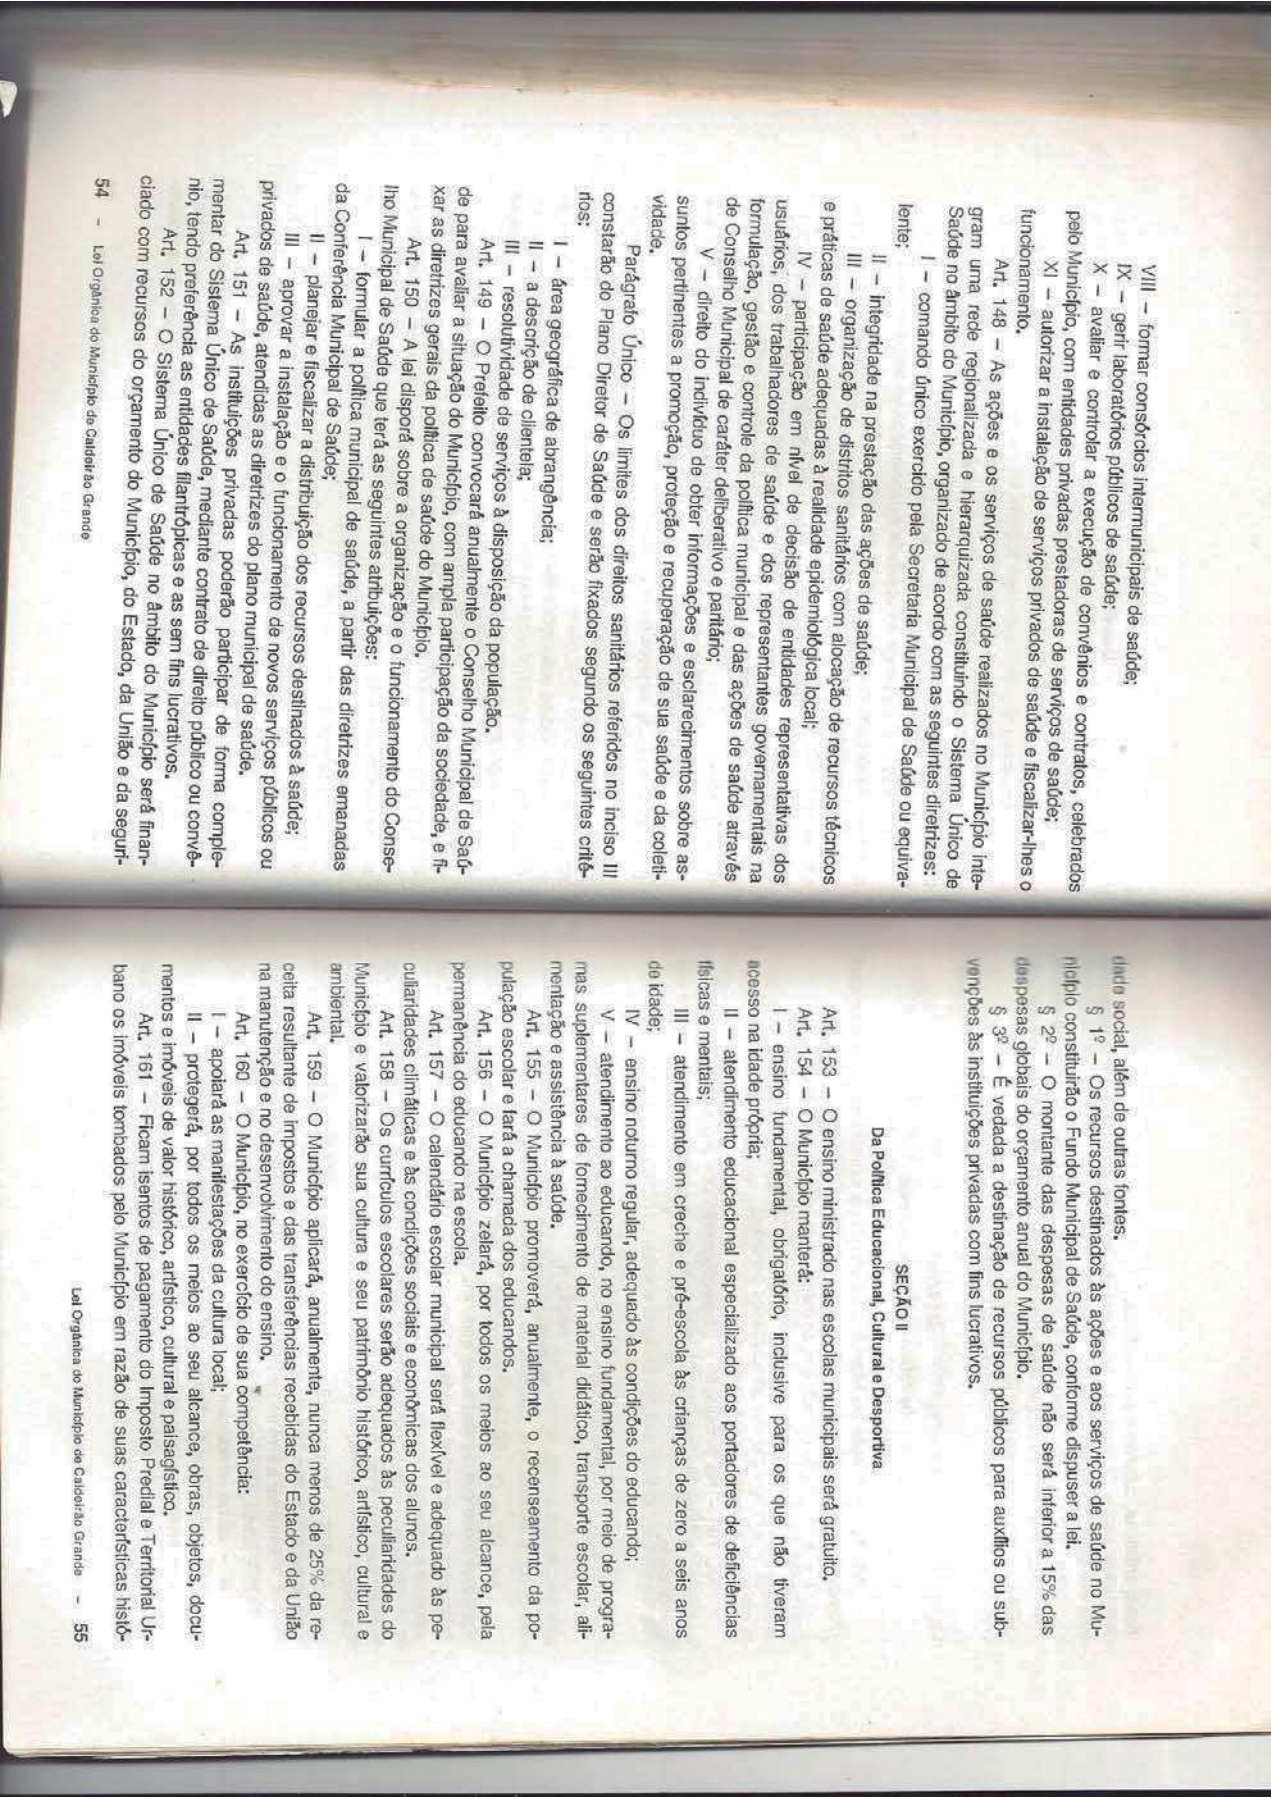 VIII – formar consórcios intermunicipais de saúde;
IX – gerir laboratórios públicos de saúde;
X – avaliar e controlar a execução de convênios e contratos, celebrados
pelo Município, com entidades privadas prestadoras de serviços de saúde;
XI – autorizar a instalação de serviços privados de saúde e fiscalizar-lhes o
funcionamento.
Art. 148 – As ações e os serviços de saúde realizados no Município inte-
gram uma rede regionalizada e hierarquizada constituindo o Sistema Único de
Saúde no âmbito do Município, organizado de acordo com as seguintes diretrizes:
I – comando único exercido pela Secretaria Municipal de Saúde ou equiva-
lente;
II – integridade na prestação das ações de saúde;
III – organização de distritos sanitários com alocação de recursos técnicos
e práticas de saúde adequadas à realidade epidemiológica local;
IV – participação em nível de decisão de entidades representativas dos
usuários, dos trabalhadores de saúde e dos representantes governamentais na
formulação, gestão e controle da política municipal e das ações de saúde através
de Conselho Municipal de caráter deliberativo e paritário;
V – direito do indivíduo de obter informações e esclarecimentos sobre as-
suntos pertinentes a promoção, proteção e recuperação de sua saúde e da coleti-
vidade.
Parágrafo Único – Os limites dos direitos sanitários referidos no inciso III
constarão do Plano Diretor de Saúde e serão fixados segundo os seguintes crité-
rios:
I – área geográfica de abrangência;
II – a descrição de clientela;
III – resolutividade de serviços à disposição da população.
Art. 149 – O Prefeito convocará anualmente o Conselho Municipal de Saú-
de para avaliar a situação do Município, com ampla participação da sociedade, e fi-
xar as diretrizes gerais da política de saúde do Município.
Art. 150 – A lei disporá sobre a organização e o funcionamento do Conse-
lho Municipal de Saúde que terá as seguintes atribuições:
I – formular a política municipal de saúde, a partir das diretrizes emanadas
da Conferência Municipal de Saúde;
II – planejar e fiscalizar a distribuição dos recursos destinados à saúde;
III – aprovar a instalação e o funcionamento de novos serviços públicos ou
privados de saúde, atendidas as diretrizes do plano municipal de saúde.
Art. 151 – As instituições privadas poderão participar de forma comple-
mentar do Sistema Único de Saúde, mediante contrato de direito público ou convê-
nio, tendo preferência as entidades filantrópicas e as sem fins lucrativos.
Art. 152 – O Sistema Único de Saúde no âmbito do Município será finan-
ciado com recursos do orçamento do Município, do Estado, da União e da seguri-
54 – Lei Orgânica do Município de Caldeirão Grande
dade social, além de outras fontes.
§ 1º – Os recursos destinados às ações e aos serviços de saúde no Mu-
nicípio constituirão o Fundo Municipal de Saúde, conforme dispuser a lei.
§ 2º – O montante das despesas de saúde não será inferior a 15% das
despesas globais do orçamento anual do Município.
§ 3º – É vedada a destinação de recursos públicos para auxílios ou sub-
venções às instituições privadas com fins lucrativos.
SEÇÃO II
Da Política Educacional, Cultural e Desportiva
Art. 153 – O ensino ministrado nas escolas municipais será gratuito.
Art. 154 – O Município manterá:
I – ensino fundamental, obrigatório, inclusive para os que não tiveram
acesso na idade própria;
II – atendimento educacional especializado aos portadores de deficiências
físicas e mentais;
III – atendimento em creche e pré-escola às crianças de zero a seis anos
de idade;
IV – ensino noturno regular, adequado às condições do educando;
V – atendimento ao educando, no ensino fundamental, por meio de progra-
mas suplementares de fornecimento de material didático, transporte escolar, ali-
mentação e assistência à saúde.
Art. 155 – O Município promoverá, anualmente, o recenseamento da po-
pulação escolar e fará a chamada dos educandos.
Art. 156 – O Município zelará, por todos os meios ao seu alcance, pela
permanência do educando na escola.
Art. 157 – O calendário escolar municipal será flexível e adequado às pe-
culiaridades climáticas e às condições sociais e econômicas dos alunos.
Art. 158 – Os currículos escolares serão adequados às peculiaridades do
Município e valorizarão sua cultura e seu patrimônio histórico, artístico, cultural e
ambiental.
Art. 159 – O Município aplicará, anualmente, nunca menos de 25% da re-
ceita resultante de impostos e das transferências recebidas do Estado e da União
na manutenção e no desenvolvimento do ensino.
Art. 160 – O Município, no exercício de sua competência:
I – apoiará as manifestações da cultura local;
II – protegerá, por todos os meios ao seu alcance, obras, objetos, docu-
mentos e imóveis de valor histórico, artístico, cultural e paisagístico.
Art. 161 – Ficam isentos de pagamento do Imposto Predial e Territorial Ur-
bano os imóveis tombados pelo Município em razão de suas características histó-
Lei Orgânica do Município de Caldeirão Grande – 55